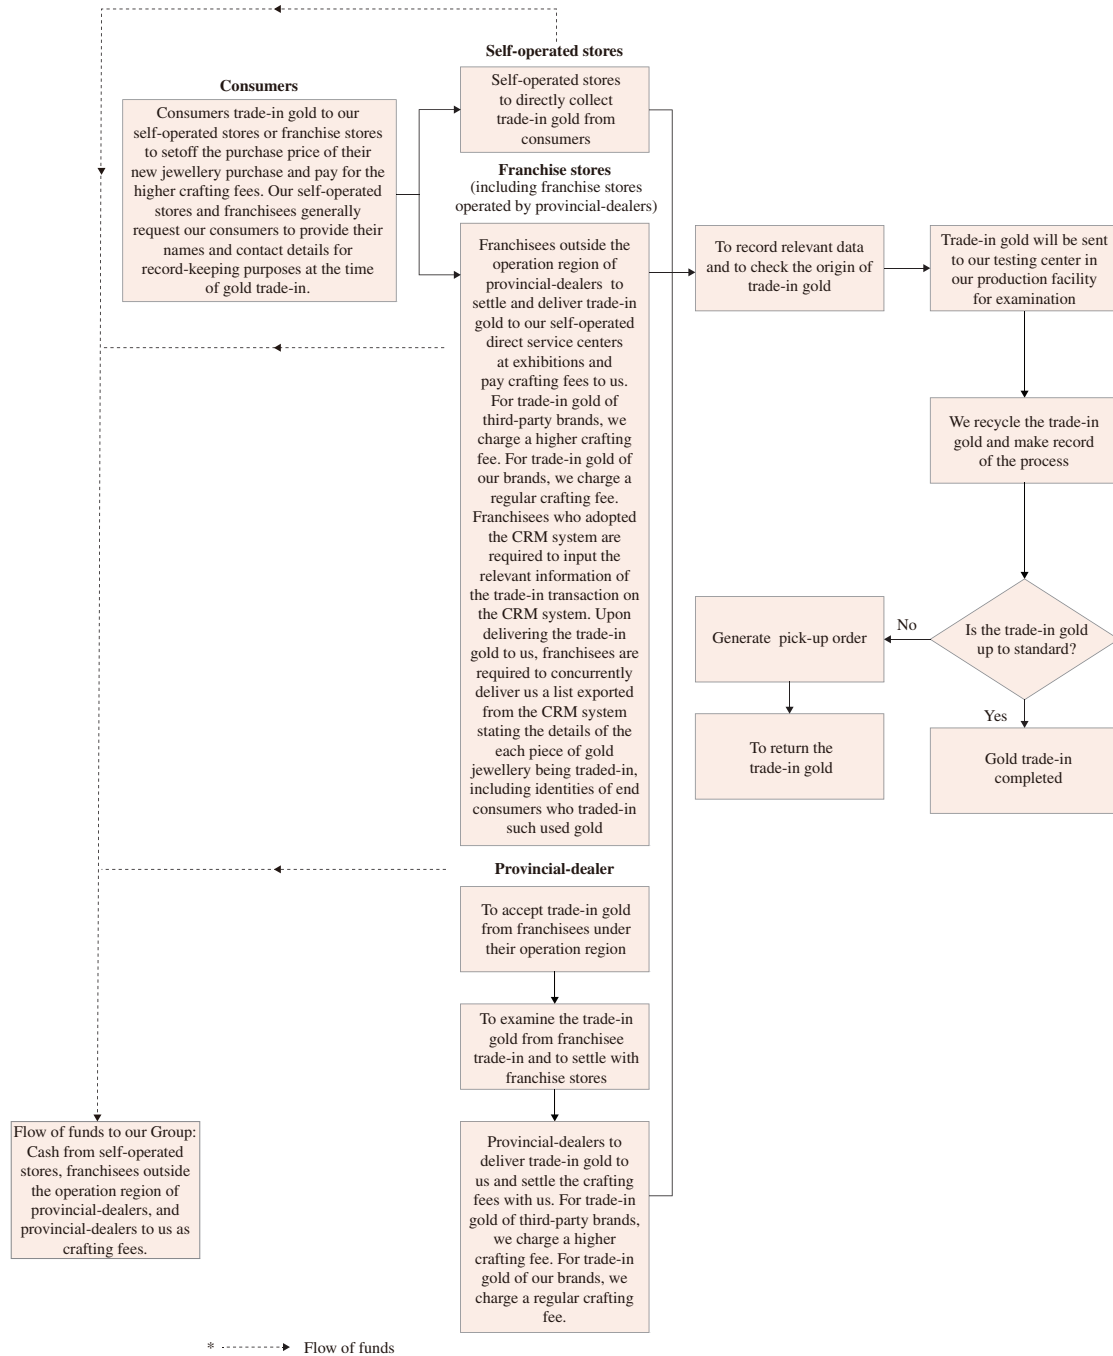 Self-operated stores
Self-operated stores
to directly collect
trade-in gold from
consumers
Consumers
Consumers trade-in gold to our
self-operated stores or franchise stores
to setoff the purchase price of their
new jewellery purchase and pay for the
higher crafting fees. Our self-operated
stores and franchisees generally
request our consumers to provide their
names and contact details for
record-keeping purposes at the time
of gold trade-in.
Franchise stores
(including franchise stores
operated by provincial-dealers)
Franchisees outside the
operation region of
provincial-dealers to
settle and deliver trade-in
gold to our self-operated
direct service centers
at exhibitions and
pay crafting fees to us.
For trade-in gold of
third-party brands, we
charge a higher crafting
fee. For trade-in gold of
our brands, we charge a
regular crafting fee.
Franchisees who adopted
the CRM system are
required to input the
relevant information of
the trade-in transaction on
the CRM system. Upon
delivering the trade-in
gold to us, franchisees are
required to concurrently
deliver us a list exported
from the CRM system
stating the details of the
each piece of gold
jewellery being traded-in,
including identities of end
consumers who traded-in
such used gold
To record relevant data
and to check the origin of
trade-in gold
Trade-in gold will be sent
to our testing center in
our production facility
for examination
We recycle the trade-in
gold and make record
of the process
Is the trade-in gold
up to standard?
No
Generate pick-up order
To return the
trade-in gold
Yes
Gold trade-in
completed
Provincial-dealer
To accept trade-in gold
from franchisees under
their operation region
To examine the trade-in
gold from franchisee
trade-in and to settle with
franchise stores
Provincial-dealers to
deliver trade-in gold to
us and settle the crafting
fees with us. For trade-in
gold of third-party brands,
we charge a higher
crafting fee. For trade-in
gold of our brands, we
charge a regular crafting
fee.
Flow of funds to our Group:
Cash from self-operated
stores, franchisees outside
the operation region of
provincial-dealers, and
provincial-dealers to us as
crafting fees.
* Flow of funds